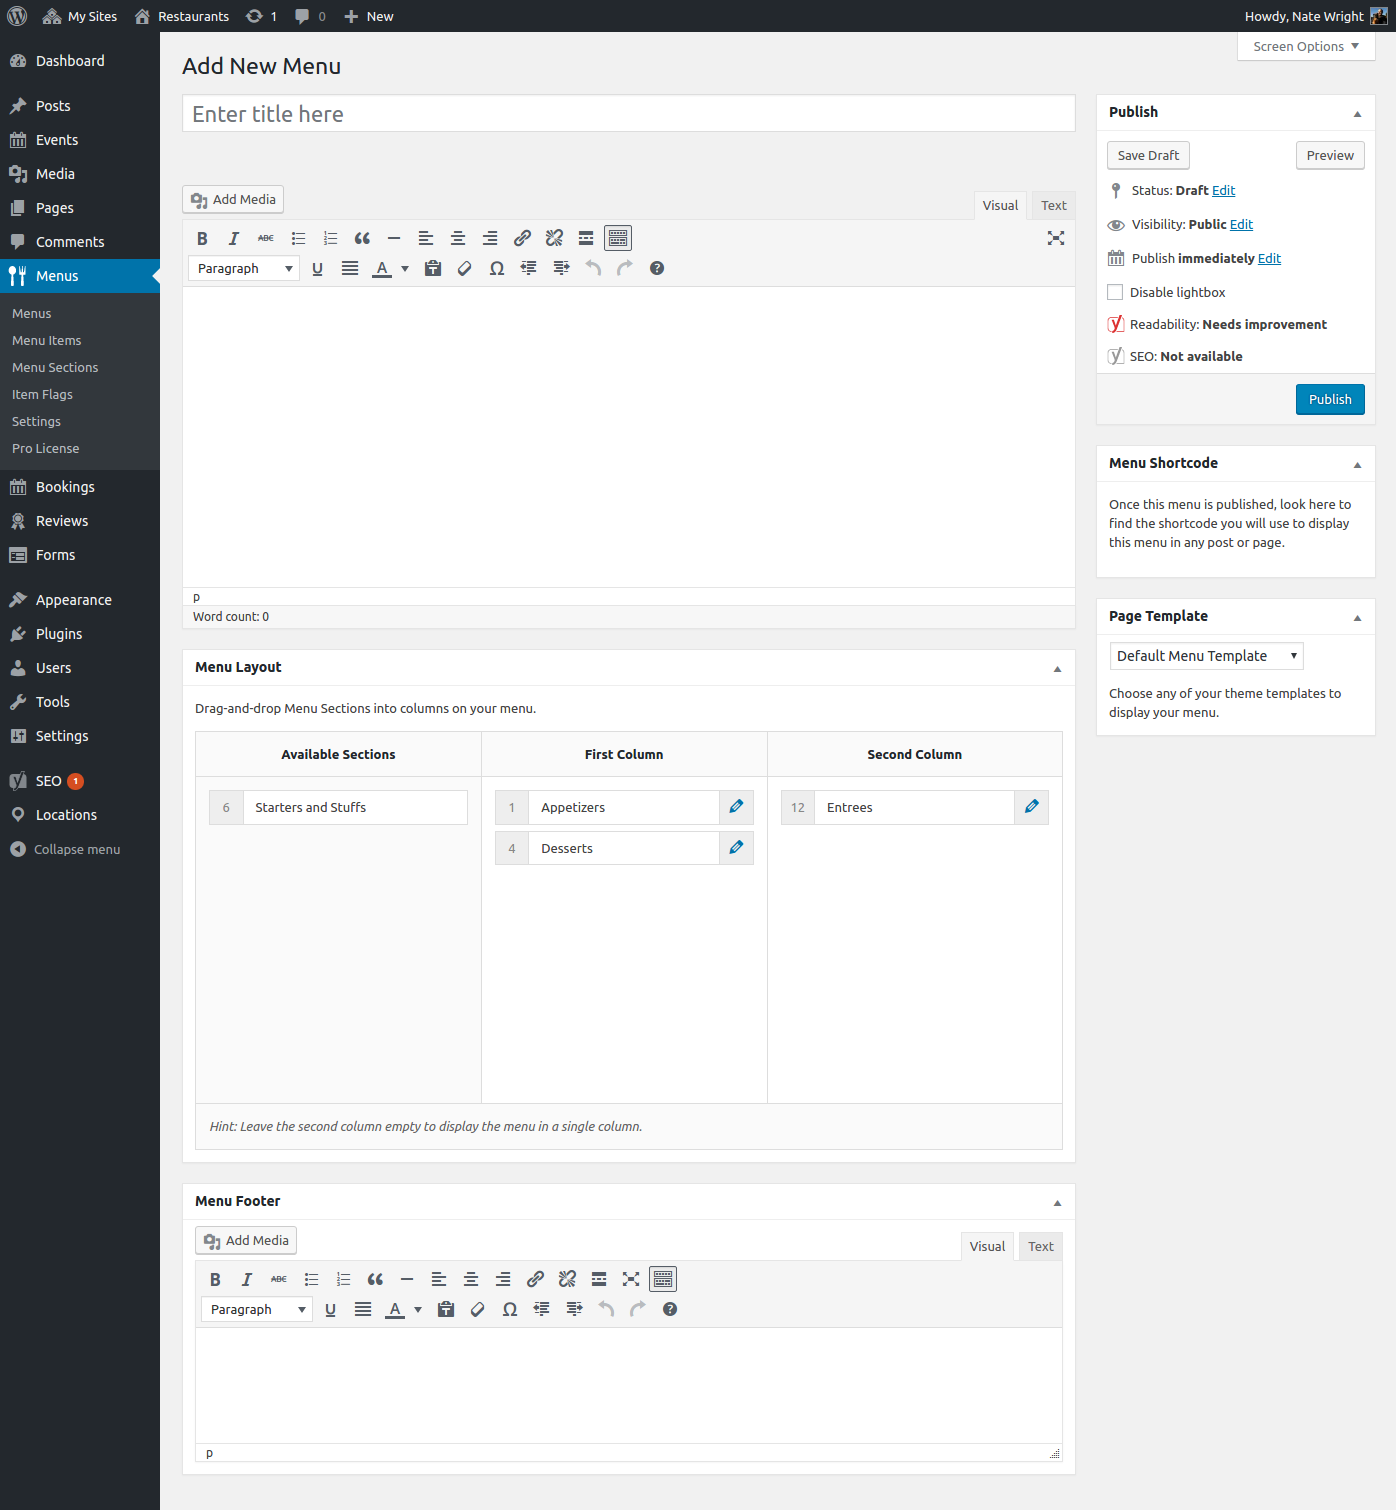 My Sites
Restaurants
1
0
New
Howdy, Nate Wright
Screen Options
Dashboard
Posts
Events
Media
Pages
Comments
Menus
Menus
Menu Items
Menu Sections
Item Flags
Settings
Pro License
Bookings
Reviews
Forms
Appearance
Plugins
Users
Tools
Settings
SEO 1
Locations
Collapse menu
Add New Menu
Enter title here
Add Media
Visual Text
B I ABC
Paragraph U A Ω ?
p
Word count: 0
Menu Layout
Drag-and-drop Menu Sections into columns on your menu.
Available Sections First Column Second Column
6 Starters and Stuffs
1 Appetizers
4 Desserts
12 Entrees
Hint: Leave the second column empty to display the menu in a single column.
Menu Footer
Add Media
Visual Text
B I ABC
Paragraph U A Ω ?
p
Publish
Save Draft Preview
Status: Draft Edit
Visibility: Public Edit
Publish immediately Edit
Disable lightbox
Readability: Needs improvement
SEO: Not available
Publish
Menu Shortcode
Once this menu is published, look here to
find the shortcode you will use to display
this menu in any post or page.
Page Template
Default Menu Template
Choose any of your theme templates to
display your menu.